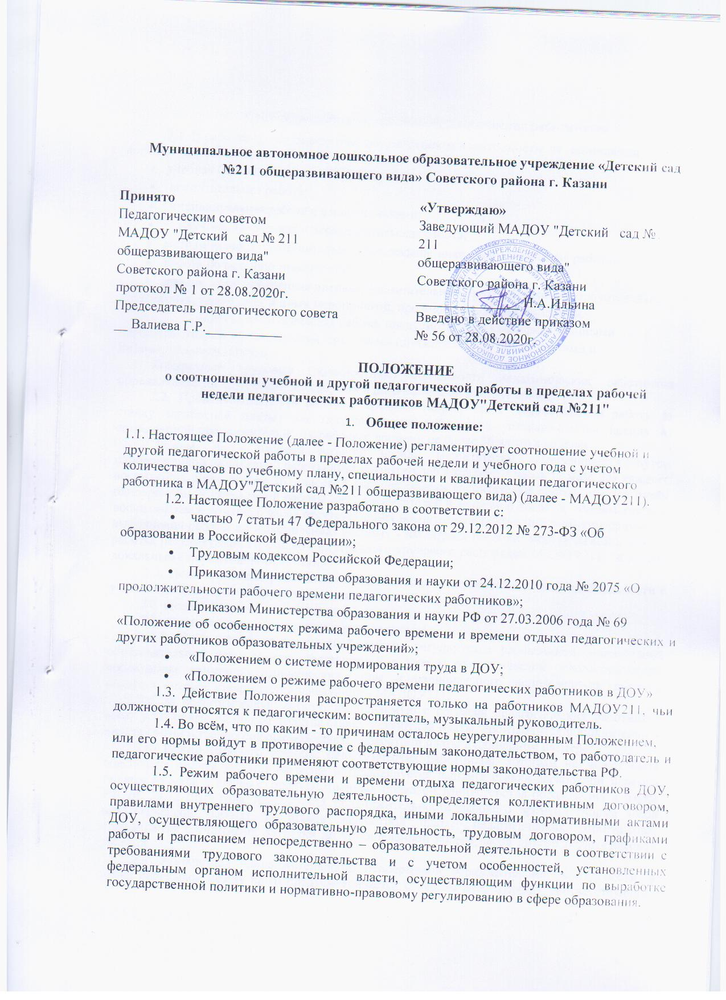 Муниципальное автономное дошкольное образовательное учреждение «Детский сад
№211 общеразвивающего вида» Советского района г. Казани
Принято
Педагогическим советом
МАДОУ "Детский сад № 211
общеразвивающего вида"
Советского района г. Казани
протокол № 1 от 28.08.2020г.
Председатель педагогического совета
__ Валиева Г.Р.___________
«Утверждаю»
Заведующий МАДОУ "Детский сад №
211
общеразвивающего вида"
Советского района г. Казани
_______________ Н.А.Ильина
Введено в действие приказом
№ 56 от 28.08.2020г.
ПОЛОЖЕНИЕ
о соотношении учебной и другой педагогической работы в пределах рабочей
недели педагогических работников МАДОУ"Детский сад №211"
1. Общее положение:
1.1. Настоящее Положение (далее - Положение) регламентирует соотношение учебной и
другой педагогической работы в пределах рабочей недели и учебного года с учетом
количества часов по учебному плану, специальности и квалификации педагогического
работника в МАДОУ"Детский сад №211 общеразвивающего вида) (далее - МАДОУ211).
1.2. Настоящее Положение разработано в соответствии с:
• частью 7 статьи 47 Федерального закона от 29.12.2012 № 273-ФЗ «Об
образовании в Российской Федерации»;
• Трудовым кодексом Российской Федерации;
• Приказом Министерства образования и науки от 24.12.2010 года № 2075 «О
продолжительности рабочего времени педагогических работников»;
• Приказом Министерства образования и науки РФ от 27.03.2006 года № 69
«Положение об особенностях режима рабочего времени и времени отдыха педагогических и
других работников образовательных учреждений»;
• «Положением о системе нормирования труда в ДОУ;
• «Положением о режиме рабочего времени педагогических работников в ДОУ»
1.3. Действие Положения распространяется только на работников МАДОУ211, чьи
должности относятся к педагогическим: воспитатель, музыкальный руководитель.
1.4. Во всём, что по каким - то причинам осталось неурегулированным Положением,
или его нормы войдут в противоречие с федеральным законодательством, то работодатель и
педагогические работники применяют соответствующие нормы законодательства РФ.
1.5. Режим рабочего времени и времени отдыха педагогических работников ДОУ,
осуществляющих образовательную деятельность, определяется коллективным договором,
правилами внутреннего трудового распорядка, иными локальными нормативными актами
ДОУ, осуществляющего образовательную деятельность, трудовым договором, графиками
работы и расписанием непосредственно – образовательной деятельности в соответствии с
требованиями трудового законодательства и с учетом особенностей, установленных
федеральным органом исполнительной власти, осуществляющим функции по выработке
государственной политики и нормативно-правовому регулированию в сфере образования.